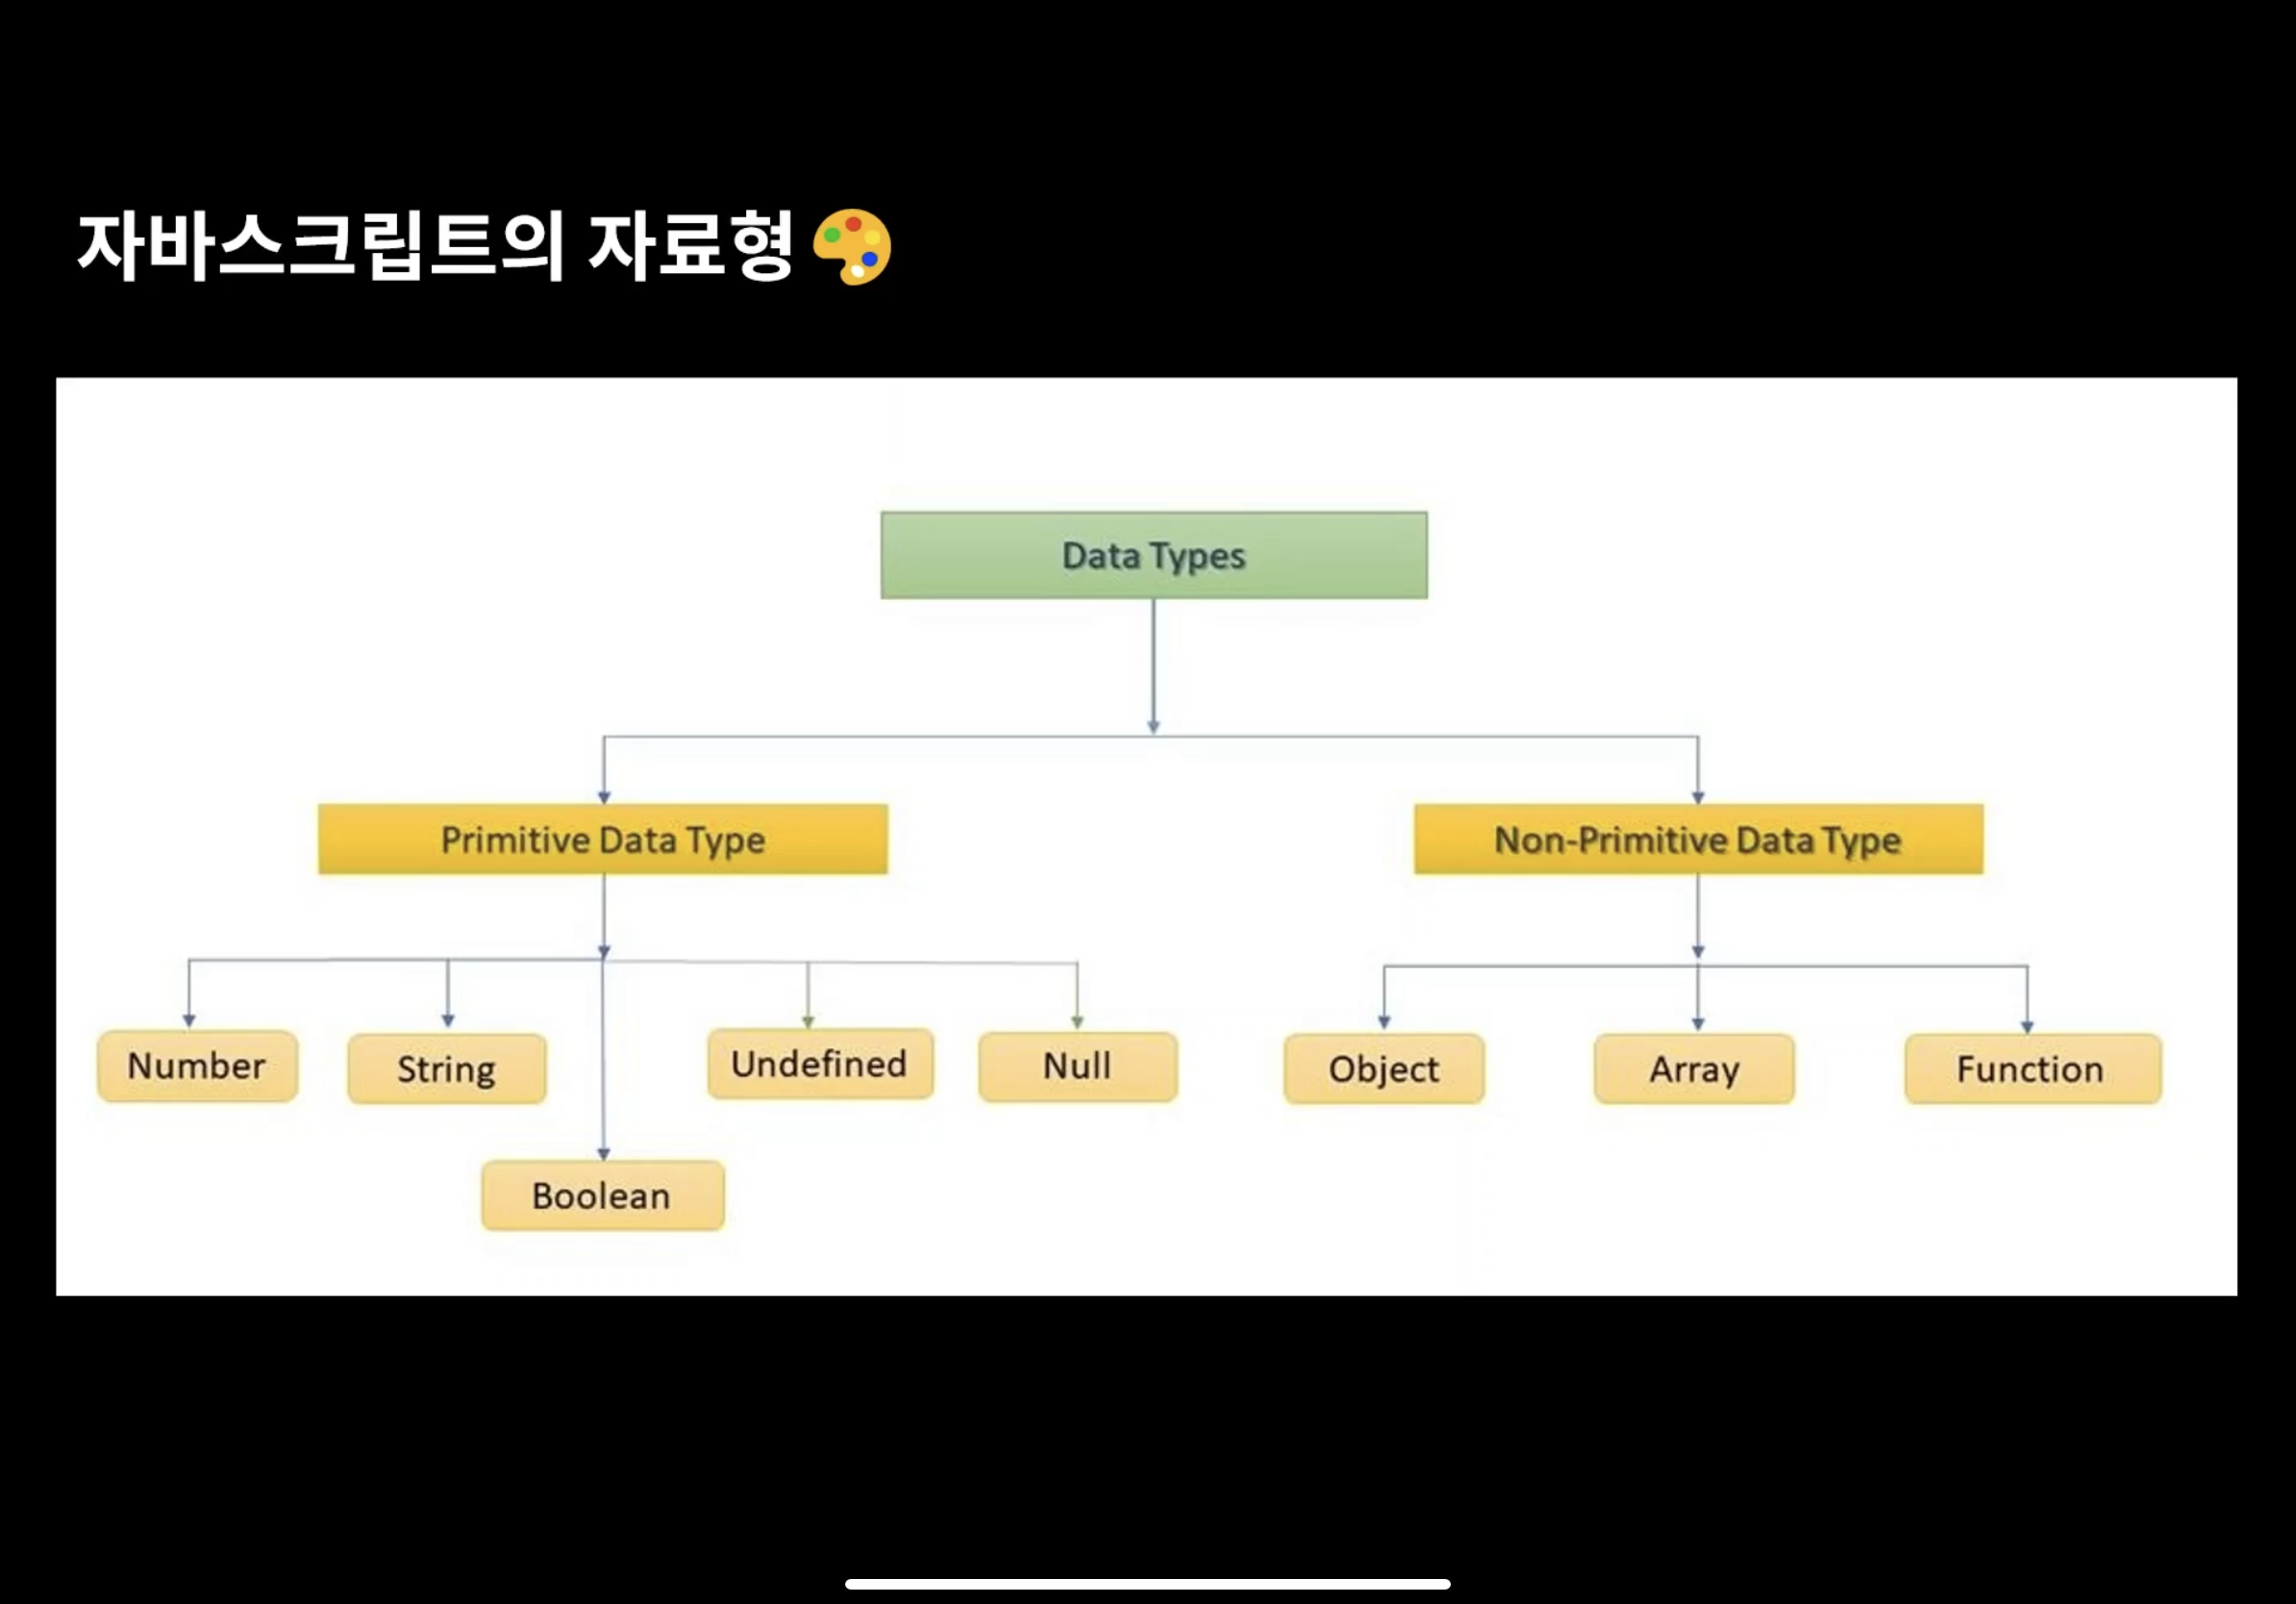 자바스크립트의 자료형
Data Types
Primitive Data Type
Non-Primitive Data Type
Number
String
Undefined
Null
Object
Array
Function
Boolean